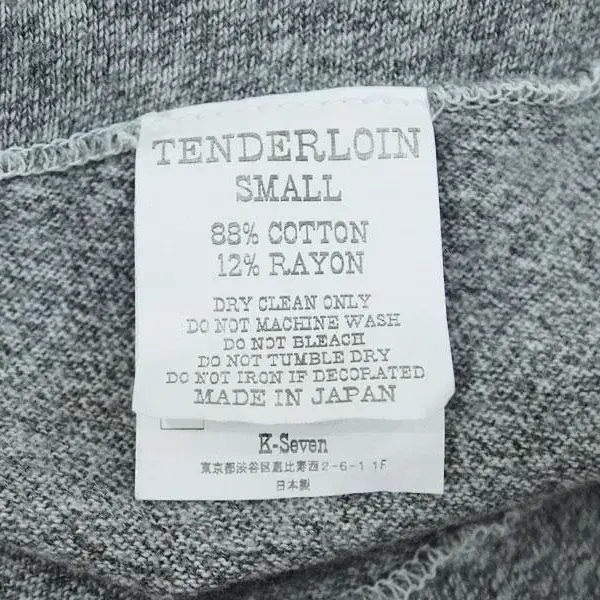 TENDERLOIN
SMALL
88% COTTON
12% RAYON
DRY CLEAN ONLY
DO NOT MACHINE WASH
DO NOT BLEACH
DO NOT TUMBLE DRY
DO NOT IRON IF DECORATED
MADE IN JAPAN
K-Seven
東京都渋谷区恵比寿西2-6-11F
日本製